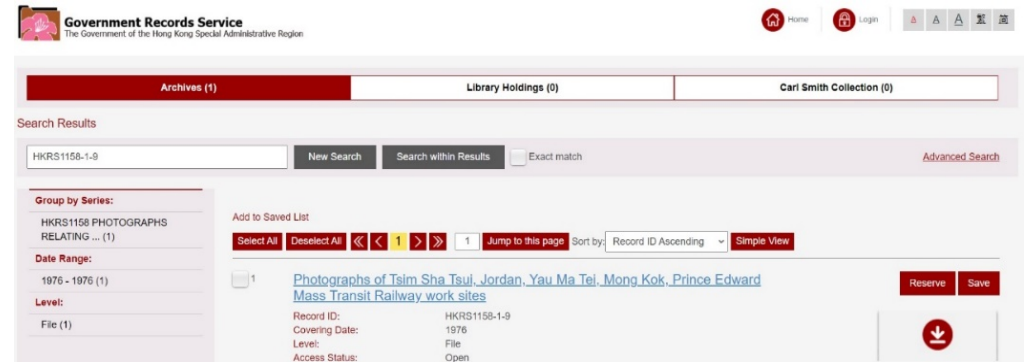 Government Records Service
The Government of the Hong Kong Special Administrative Region
Home
Login
A A A 繁 简
Archives (1)
Library Holdings (0)
Carl Smith Collection (0)
Search Results
HKRS1158-1-9
New Search
Search within Results
Exact match
Advanced Search
Group by Series:
HKRS1158 PHOTOGRAPHS
RELATING ... (1)
Date Range:
1976 - 1976 (1)
Level:
File (1)
Add to Saved List
Select All Deselect All 1 1 Jump to this page Sort by: Record ID Ascending Simple View
1
Photographs of Tsim Sha Tsui, Jordan, Yau Ma Tei, Mong Kok, Prince Edward
Mass Transit Railway work sites
Reserve
Save
Record ID: HKRS1158-1-9
Covering Date: 1976
Level: File
Access Status: Open